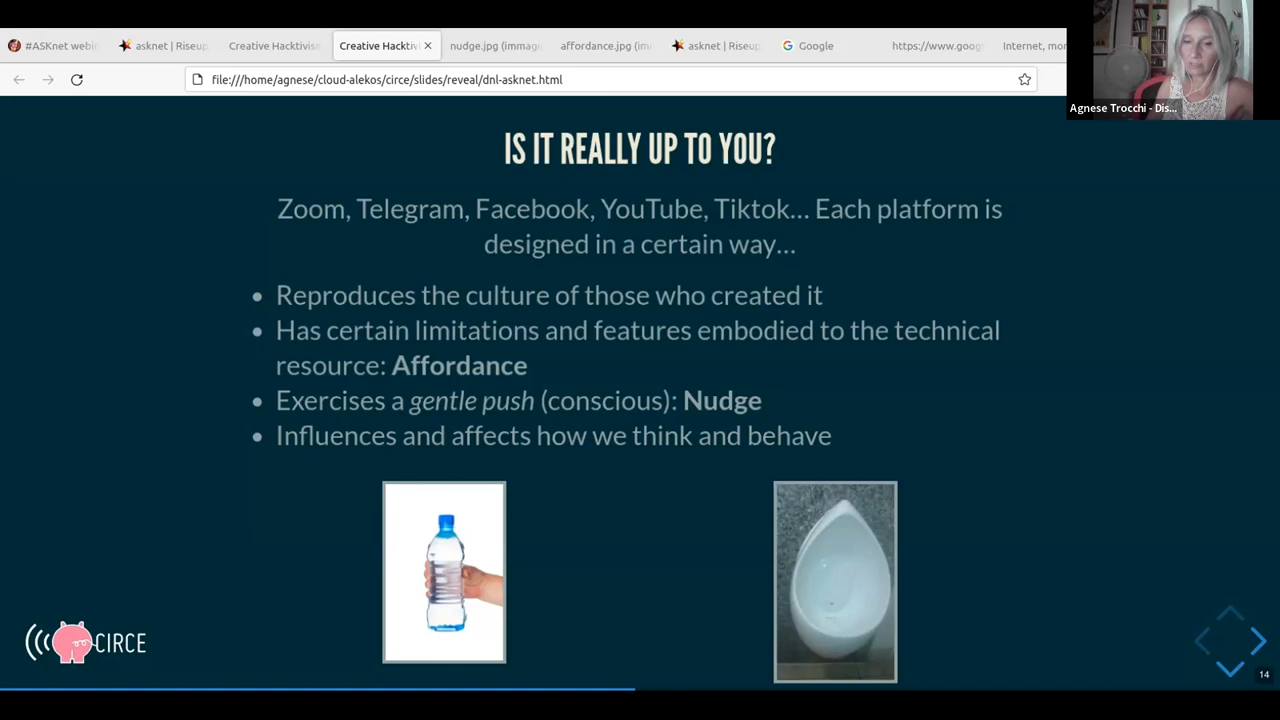 #ASKnet webi
asknet | Riseup
Creative Hacktivism
Creative Hacktivi
nudge.jpg (immag
affordance.jpg (im
asknet | Riseup
Google
https://www.goog
Internet, mo
file:///home/agnese/cloud-alekos/circe/slides/reveal/dnl-asknet.html
Agnese Trocchi - Dis...
IS IT REALLY UP TO YOU?
Zoom, Telegram, Facebook, YouTube, Tiktok… Each platform is
designed in a certain way…
• Reproduces the culture of those who created it
• Has certain limitations and features embodied to the technical
resource: Affordance
• Exercises a gentle push (conscious): Nudge
• Influences and affects how we think and behave
CIRCE
14